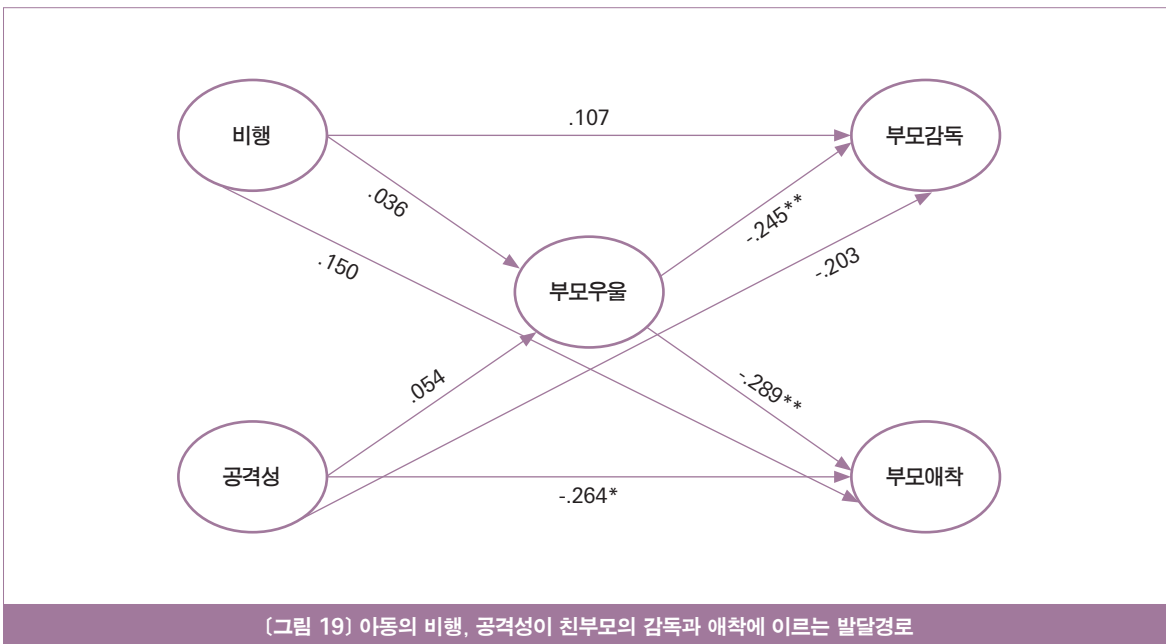 비행
.107
부모감독
.036
-.245**
.150
-.203
부모우울
.054
-.289**
공격성
-.264*
부모애착
〔그림 19〕 아동의 비행, 공격성이 친부모의 감독과 애착에 이르는 발달경로